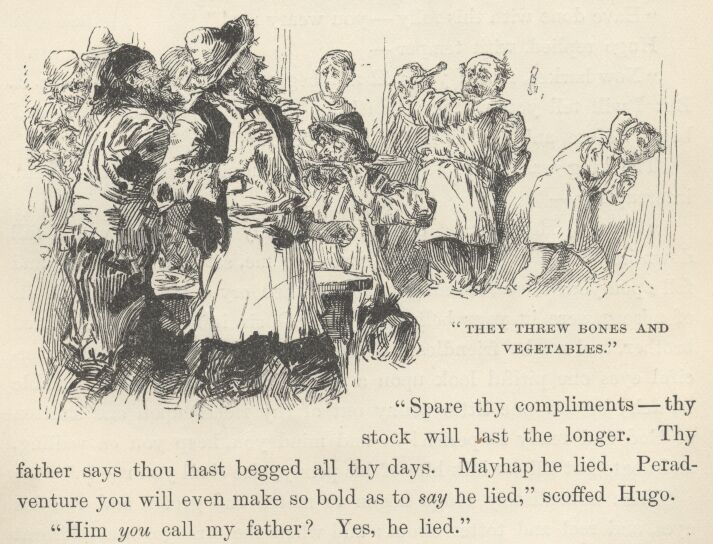 "THEY THREW BONES AND
VEGETABLES."
"Spare thy compliments — thy
stock will last the longer. Thy
father says thou hast begged all thy days. Mayhap he lied. Perad-
venture you will even make so bold as to say he lied," scoffed Hugo.
"Him you call my father? Yes, he lied."